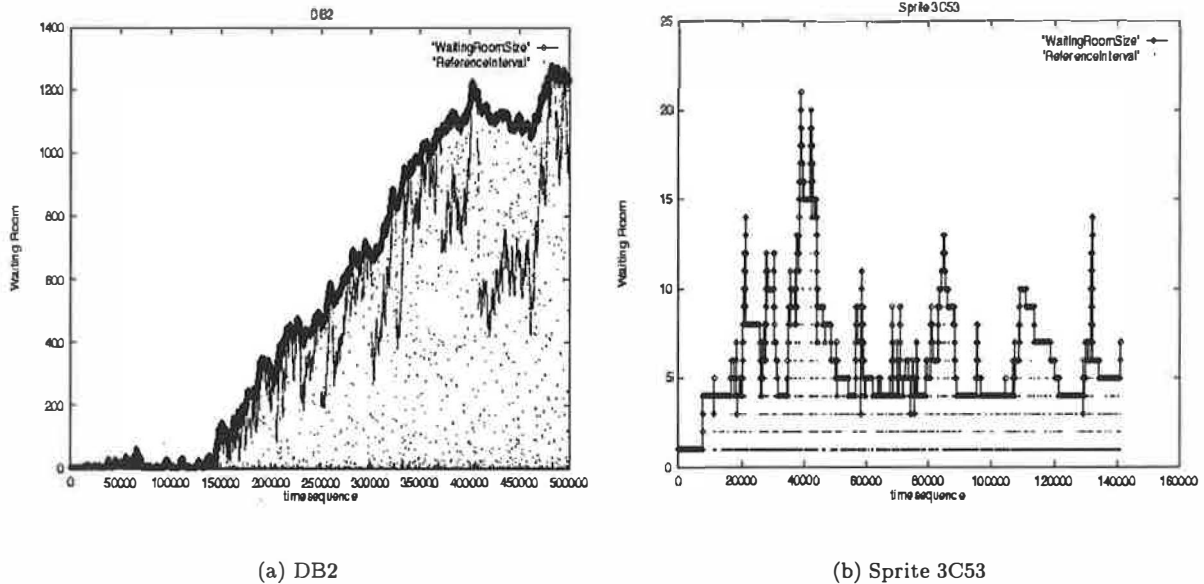 DB2
1400
1200
1000
800
600
400
200
0
Waiting Room
"WaitingRoomSize"
"ReferenceInterval"
0 50000 100000 150000 200000 250000 300000 350000 400000 450000 500000
timesequence
(a) DB2
Sprite 3C53
25
20
15
10
5
0
Waiting Room
"WaitingRoomSize"
"ReferenceInterval"
0 20000 40000 60000 80000 100000 120000 140000 160000
timesequence
(b) Sprite 3C53